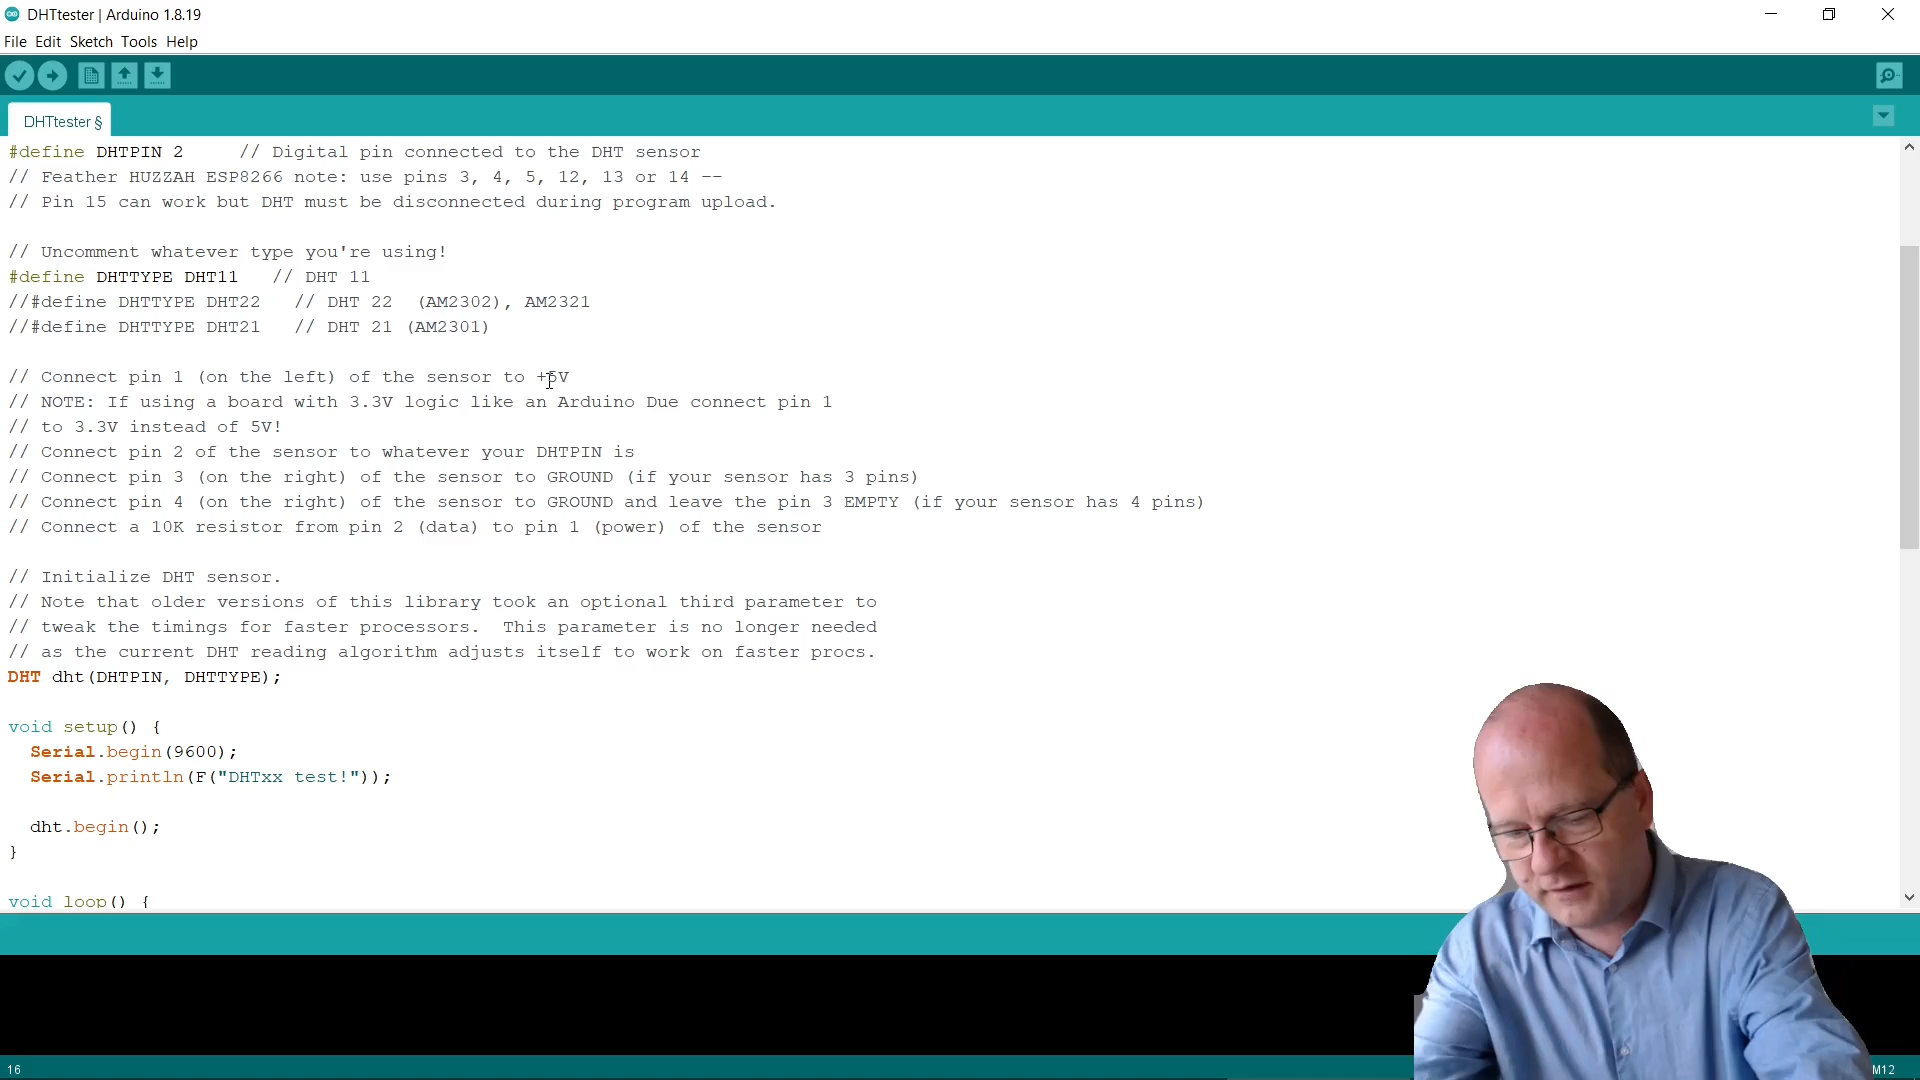 DHTtester | Arduino 1.8.19
File Edit Sketch Tools Help
DHTtester §
#define DHTPIN 2     // Digital pin connected to the DHT sensor
// Feather HUZZAH ESP8266 note: use pins 3, 4, 5, 12, 13 or 14 --
// Pin 15 can work but DHT must be disconnected during program upload.
// Uncomment whatever type you're using!
#define DHTTYPE DHT11   // DHT 11
//#define DHTTYPE DHT22   // DHT 22  (AM2302), AM2321
//#define DHTTYPE DHT21   // DHT 21 (AM2301)
// Connect pin 1 (on the left) of the sensor to +5V
// NOTE: If using a board with 3.3V logic like an Arduino Due connect pin 1
// to 3.3V instead of 5V!
// Connect pin 2 of the sensor to whatever your DHTPIN is
// Connect pin 3 (on the right) of the sensor to GROUND (if your sensor has 3 pins)
// Connect pin 4 (on the right) of the sensor to GROUND and leave the pin 3 EMPTY (if your sensor has 4 pins)
// Connect a 10K resistor from pin 2 (data) to pin 1 (power) of the sensor
// Initialize DHT sensor.
// Note that older versions of this library took an optional third parameter to
// tweak the timings for faster processors.  This parameter is no longer needed
// as the current DHT reading algorithm adjusts itself to work on faster procs.
DHT dht(DHTPIN, DHTTYPE);
void setup() {
  Serial.begin(9600);
  Serial.println(F("DHTxx test!"));
  dht.begin();
}
void loop() {
16
M12